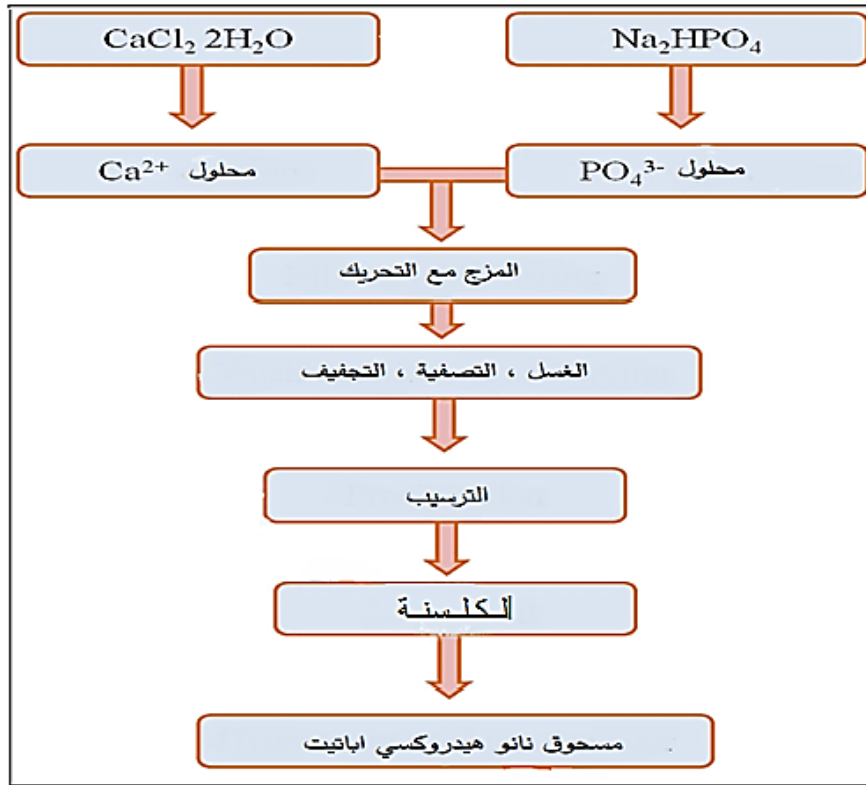 CaCl₂ 2H₂O
Na₂HPO₄
محلول Ca²⁺
محلول PO₄³⁻
المزج مع التحريك
الغسل ، التصفية ، التجفيف
الترسيب
الكلسنة
مسحوق نانو هيدروكسي اباتيت